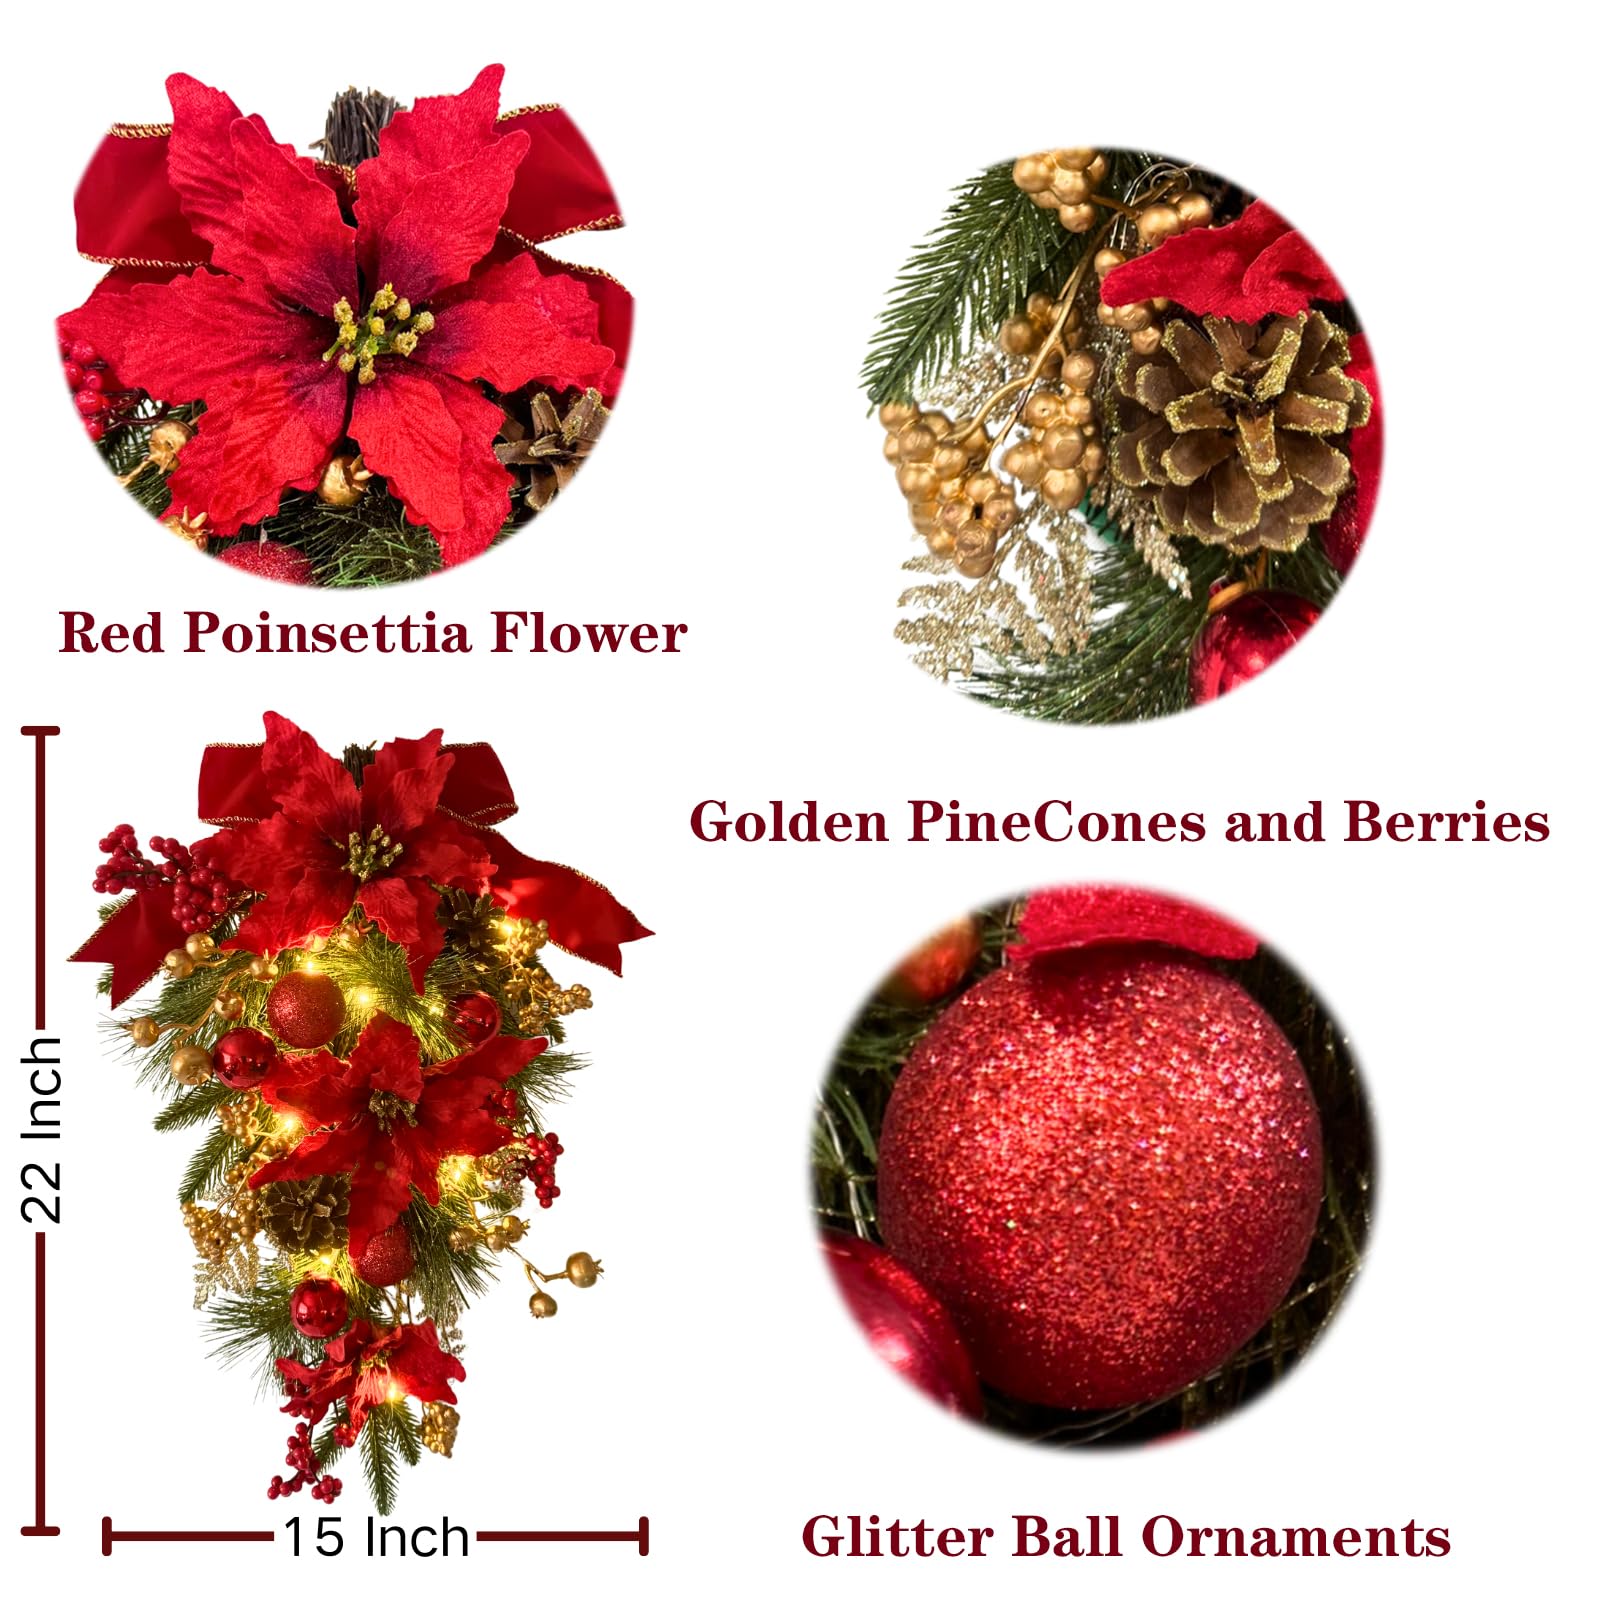 Red Poinsettia Flower
Golden PineCones and Berries
22 Inch
15 Inch
Glitter Ball Ornaments